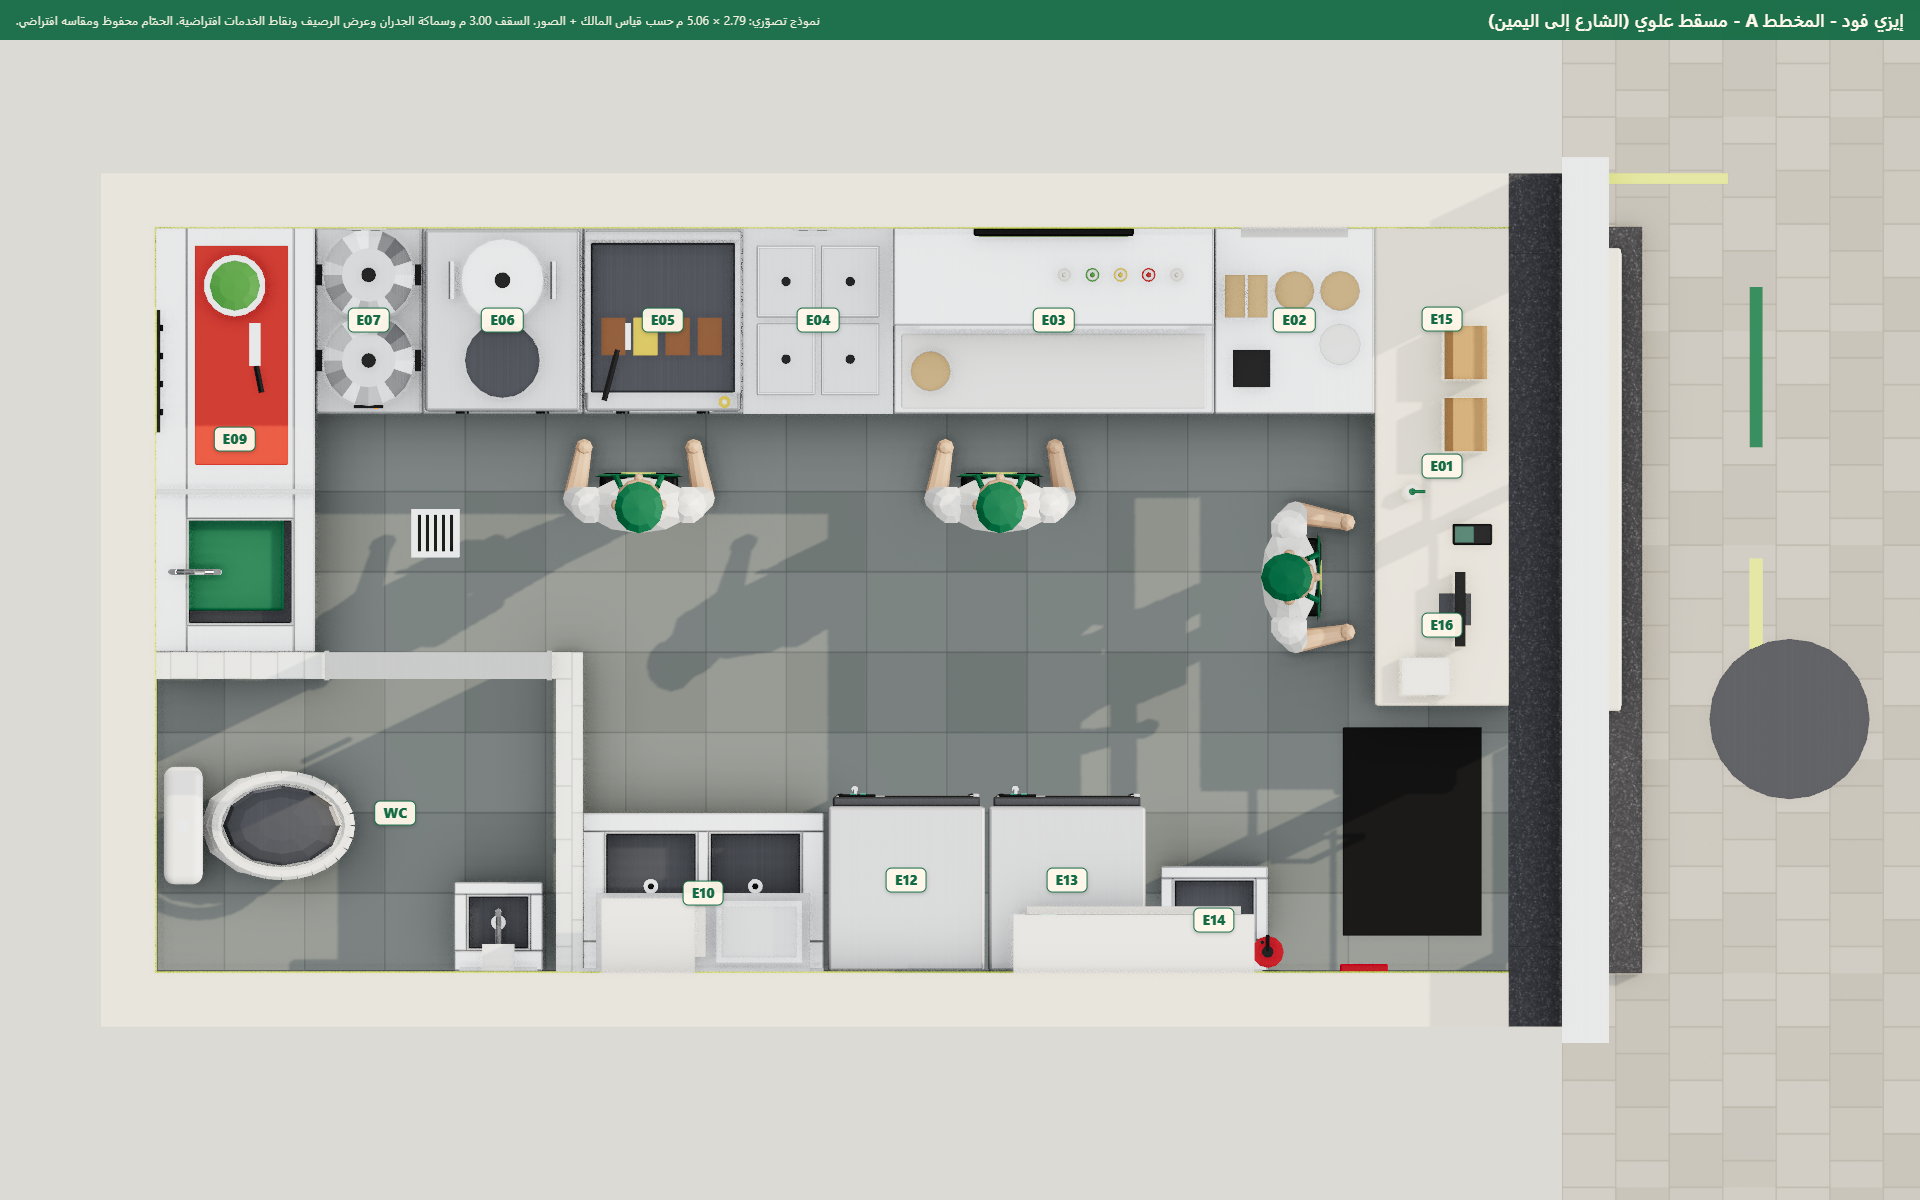 إيزي فود - المخطط A - مسقط علوي (الشارع إلى اليمين)
نموذج تصوّري: 2.79 × 5.06 م حسب قياس المالك + الصور. السقف 3.00 م وسماكة الجدران وعرض الرصيف ونقاط الخدمات افتراضية. الحمّام محفوظ ومقاسه افتراضي.
E07
E06
E05
E04
E03
E02
E15
E09
E01
E16
WC
E10
E12
E13
E14